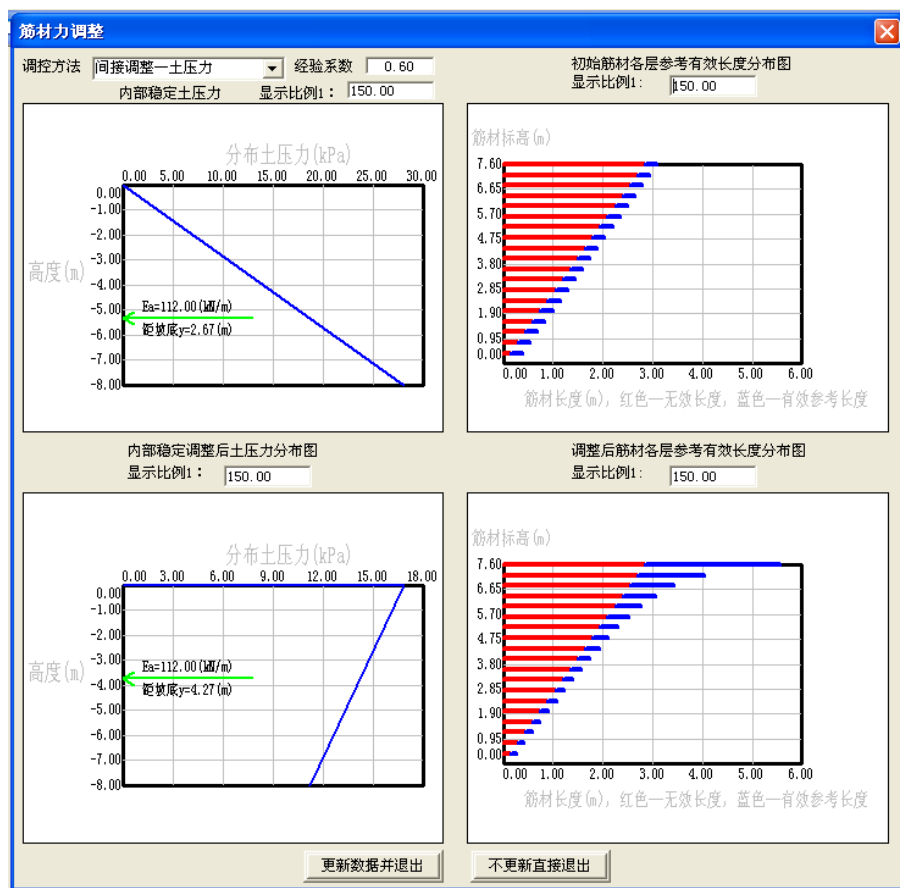 筋材力调整
调控方法 间接调整一土压力 经验系数 0.60
内部稳定土压力 显示比例1： 150.00
分布土压力(kPa)
0.00 5.00 10.00 15.00 20.00 25.00 30.00
0.00
-1.00
-2.00
-3.00
高度(m)
-4.00
-5.00
-6.00
-7.00
-8.00
Ea=112.00(kN/m)
距坡底y=2.67(m)
初始筋材各层参考有效长度分布图
显示比例1: 150.00
筋材标高(m)
7.60
6.65
5.70
4.75
3.80
2.85
1.90
0.95
0.00
0.00 1.00 2.00 3.00 4.00 5.00 6.00
筋材长度(m), 红色一无效长度, 蓝色一有效参考长度
内部稳定调整后土压力分布图
显示比例1： 150.00
分布土压力(kPa)
0.00 3.00 6.00 9.00 12.00 15.00 18.00
0.00
-1.00
-2.00
-3.00
高度(m)
-4.00
-5.00
-6.00
-7.00
-8.00
Ea=112.00(kN/m)
距坡底y=4.27(m)
调整后筋材各层参考有效长度分布图
显示比例1: 150.00
筋材标高(m)
7.60
6.65
5.70
4.75
3.80
2.85
1.90
0.95
0.00
0.00 1.00 2.00 3.00 4.00 5.00 6.00
筋材长度(m), 红色一无效长度, 蓝色一有效参考长度
更新数据并退出 不更新直接退出